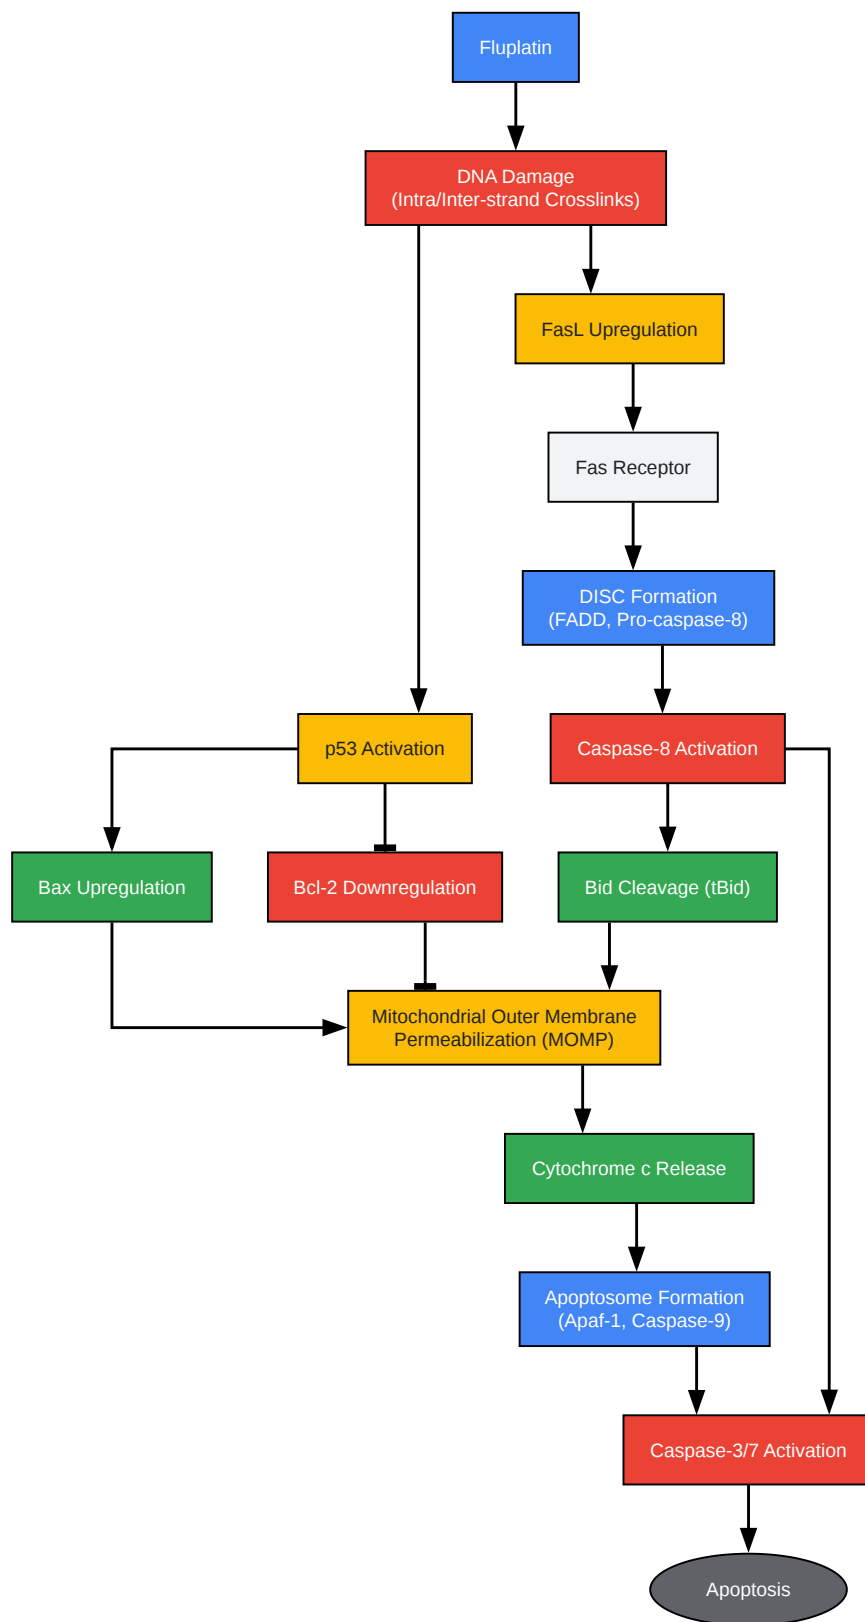 Fluplatin
DNA Damage
(Intra/Inter-strand Crosslinks)
FasL Upregulation
Fas Receptor
DISC Formation
(FADD, Pro-caspase-8)
p53 Activation
Caspase-8 Activation
Bax Upregulation
Bcl-2 Downregulation
Bid Cleavage (tBid)
Mitochondrial Outer Membrane
Permeabilization (MOMP)
Cytochrome c Release
Apoptosome Formation
(Apaf-1, Caspase-9)
Caspase-3/7 Activation
Apoptosis